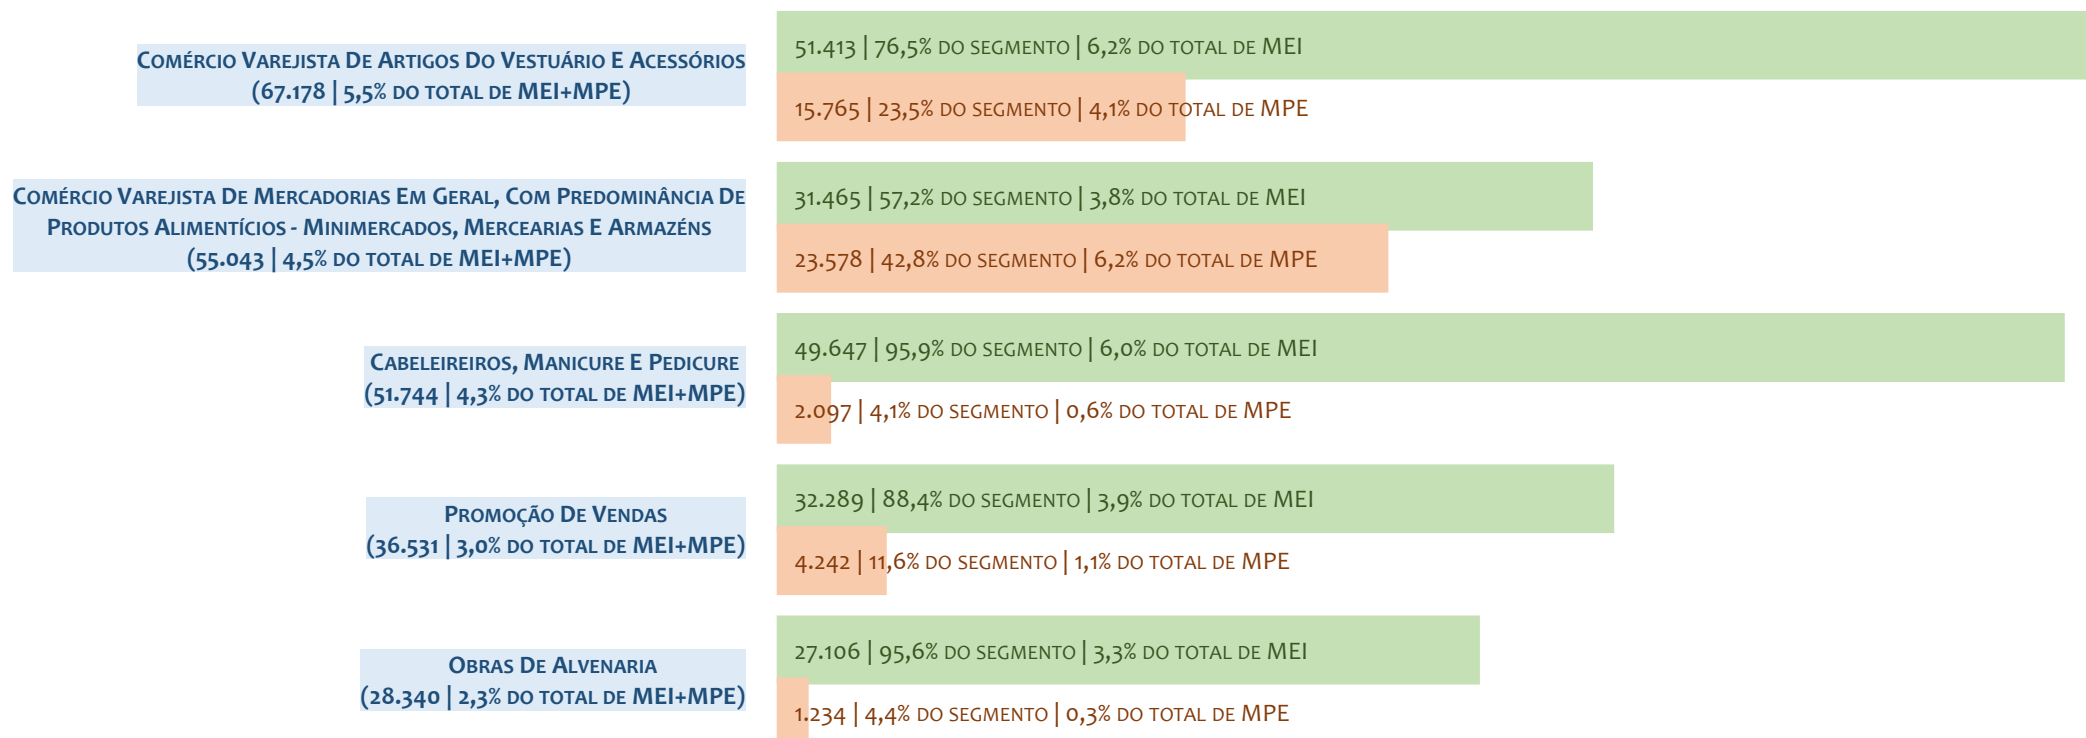 Comércio Varejista De Artigos Do Vestuário E Acessórios
(67.178 | 5,5% do total de MEI+MPE)
51.413 | 76,5% do segmento | 6,2% do total de MEI
15.765 | 23,5% do segmento | 4,1% do total de MPE
Comércio Varejista De Mercadorias Em Geral, Com Predominância De
Produtos Alimentícios - Minimercados, Mercearias E Armazéns
(55.043 | 4,5% do total de MEI+MPE)
31.465 | 57,2% do segmento | 3,8% do total de MEI
23.578 | 42,8% do segmento | 6,2% do total de MPE
Cabeleireiros, Manicure E Pedicure
(51.744 | 4,3% do total de MEI+MPE)
49.647 | 95,9% do segmento | 6,0% do total de MEI
2.097 | 4,1% do segmento | 0,6% do total de MPE
Promoção De Vendas
(36.531 | 3,0% do total de MEI+MPE)
32.289 | 88,4% do segmento | 3,9% do total de MEI
4.242 | 11,6% do segmento | 1,1% do total de MPE
Obras De Alvenaria
(28.340 | 2,3% do total de MEI+MPE)
27.106 | 95,6% do segmento | 3,3% do total de MEI
1.234 | 4,4% do segmento | 0,3% do total de MPE